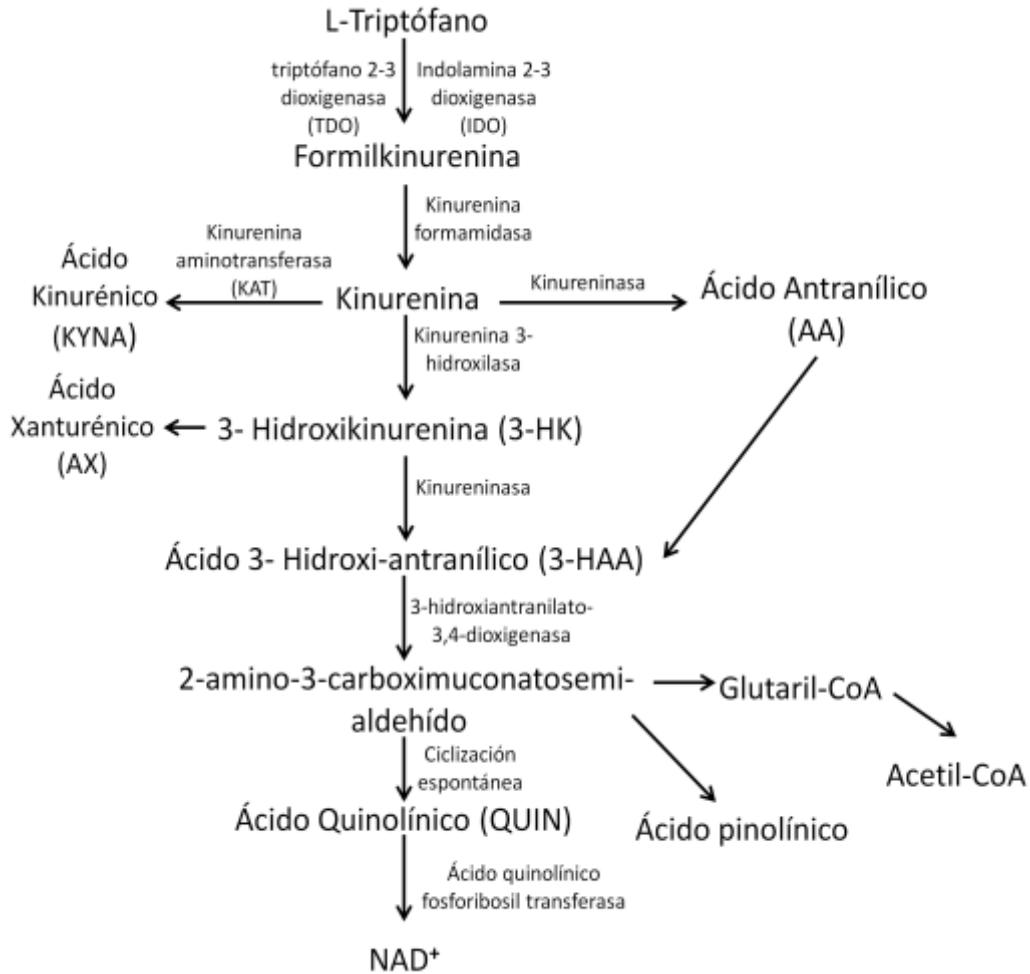 L-Triptófano
triptófano 2-3
dioxigenasa
(TDO)
Indolamina 2-3
dioxigenasa
(IDO)
Formilkinurenina
Kinurenina
formamidasa
Ácido
Kinurénico
(KYNA)
Kinurenina
aminotransferasa
(KAT)
Kinurenina
Kinureninasa
Ácido Antranílico
(AA)
Kinurenina 3-
hidroxilasa
Ácido
Xanturénico
(AX)
3- Hidroxikinurenina (3-HK)
Kinureninasa
Ácido 3- Hidroxi-antranílico (3-HAA)
3-hidroxiantranilato-
3,4-dioxigenasa
2-amino-3-carboximuconatosemi-
aldehído
Glutaril-CoA
Acetil-CoA
Ciclización
espontánea
Ácido Quinolínico (QUIN)
Ácido pinolínico
Ácido quinolínico
fosforibosil transferasa
NAD⁺